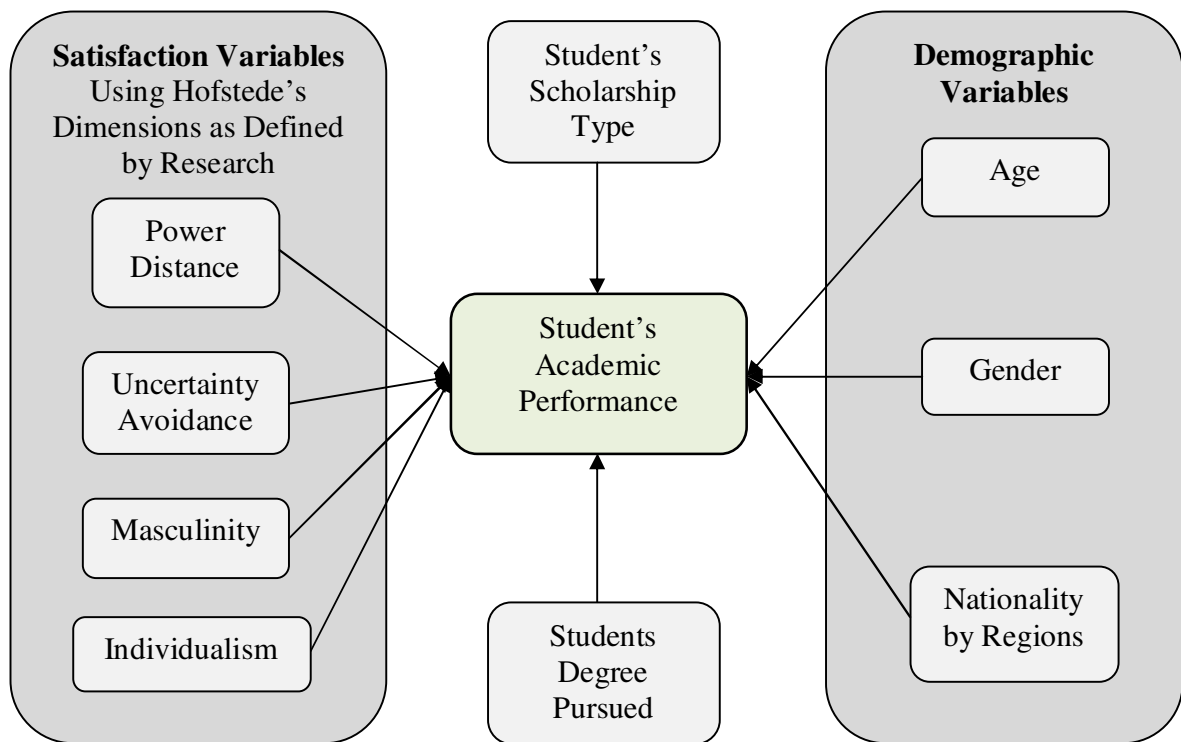 Satisfaction Variables
Using Hofstede’s
Dimensions as Defined
by Research
Power
Distance
Uncertainty
Avoidance
Masculinity
Individualism
Student’s
Scholarship
Type
Student’s
Academic
Performance
Students
Degree
Pursued
Demographic
Variables
Age
Gender
Nationality
by Regions